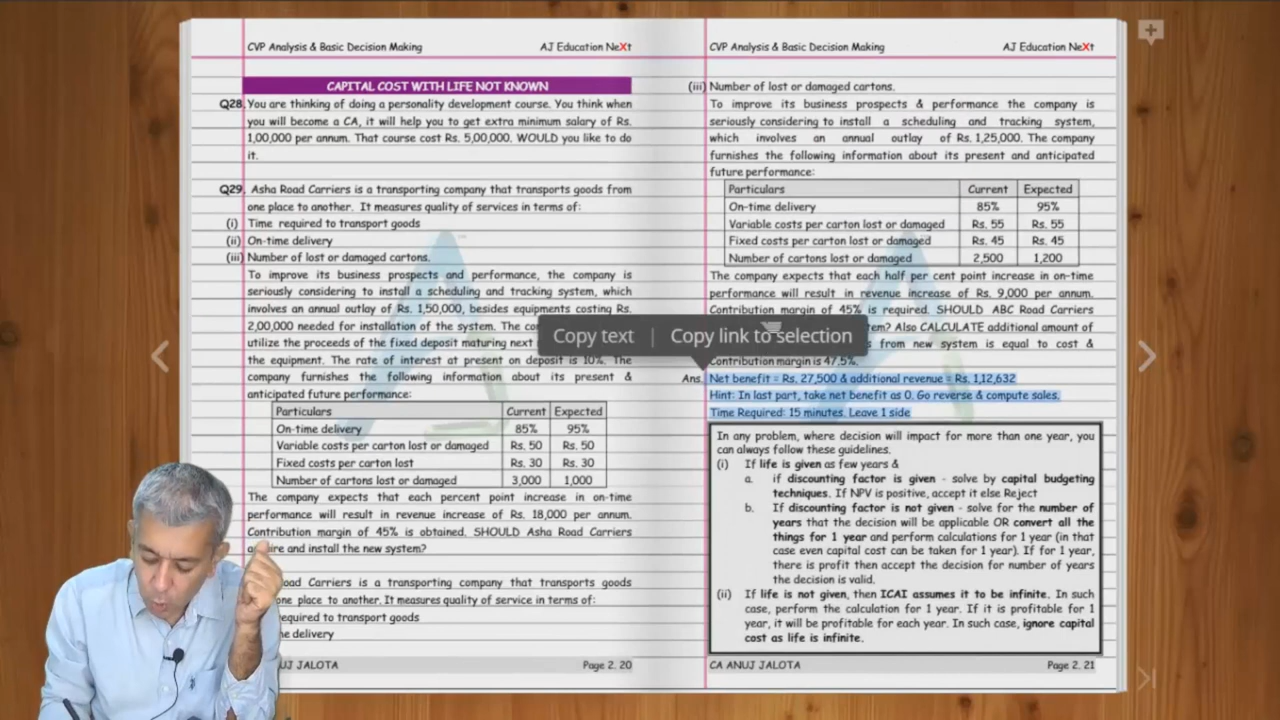 CVP Analysis & Basic Decision Making AJ Education NeXt
CAPITAL COST WITH LIFE NOT KNOWN
Q28. You are thinking of doing a personality development course. You think when
you will become a CA, it will help you to get extra minimum salary of Rs.
1,00,000 per annum. That course cost Rs. 5,00,000. WOULD you like to do
it.
Q29. Asha Road Carriers is a transporting company that transports goods from
one place to another. It measures quality of services in terms of:
(i) Time required to transport goods
(ii) On-time delivery
(iii) Number of lost or damaged cartons.
To improve its business prospects and performance, the company is
seriously considering to install a scheduling and tracking system, which
involves an annual outlay of Rs. 1,50,000, besides equipments costing Rs.
2,00,000 needed for installation of the system. The
utilize the proceeds of the fixed deposit maturing next
the equipment. The rate of interest at present on deposit is 10%. The
company furnishes the following information about its present &
anticipated future performance:
Particulars Current Expected
On-time delivery 85% 95%
Variable costs per carton lost or damaged Rs. 50 Rs. 50
Fixed costs per carton lost Rs. 30 Rs. 30
Number of cartons lost or damaged 3,000 1,000
The company expects that each percent point increase in on-time
performance will result in revenue increase of Rs. 18,000 per annum.
Contribution margin of 45% is obtained. SHOULD Asha Road Carriers
and install the new system?
Carriers is a transporting company that transports goods
one place to another. It measures quality of service in terms of:
required to transport goods
delivery
JALOTA Page 2. 20
CVP Analysis & Basic Decision Making AJ Education NeXt
(iii) Number of lost or damaged cartons.
To improve its business prospects & performance the company is
seriously considering to install a scheduling and tracking system,
which involves an annual outlay of Rs. 1,25,000. The company
furnishes the following information about its present and anticipated
future performance:
Particulars Current Expected
On-time delivery 85% 95%
Variable costs per carton lost or damaged Rs. 55 Rs. 55
Fixed costs per carton lost or damaged Rs. 45 Rs. 45
Number of cartons lost or damaged 2,500 1,200
The company expects that each half per cent point increase in on-time
performance will result in revenue increase of Rs. 9,000 per annum.
Contribution margin of 45% is required. SHOULD ABC Road Carriers
Also CALCULATE additional amount of
Copy text | Copy link to selection
from new system is equal to cost &
Contribution margin is 47.5%.
Ans. Net benefit = Rs. 27,500 & additional revenue = Rs. 1,12,632
Hint: In last part, take net benefit as 0. Go reverse & compute sales.
Time Required: 15 minutes. Leave 1 side
In any problem, where decision will impact for more than one year, you
can always follow these guidelines.
(i) If life is given as few years &
a. if discounting factor is given - solve by capital budgeting
techniques. If NPV is positive, accept it else Reject
b. If discounting factor is not given - solve for the number of
years that the decision will be applicable OR convert all the
things for 1 year and perform calculations for 1 year (in that
case even capital cost can be taken for 1 year). If for 1 year,
there is profit then accept the decision for number of years
the decision is valid.
(ii) If life is not given, then ICAI assumes it to be infinite. In such
case, perform the calculation for 1 year. If it is profitable for 1
year, it will be profitable for each year. In such case, ignore capital
cost as life is infinite.
CA ANUJ JALOTA Page 2. 21